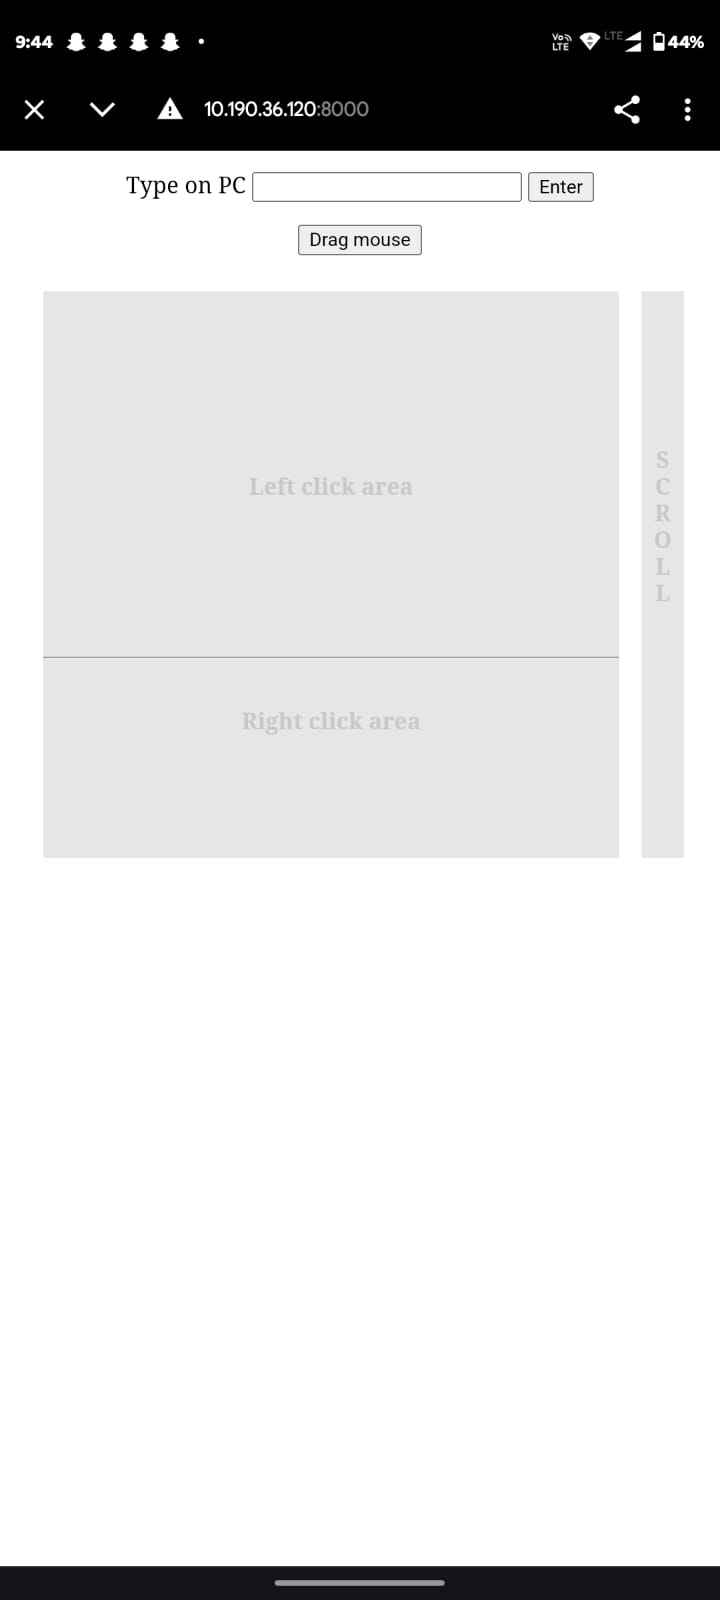 9:44 Vo LTE LTE 44%
10.190.36.120:8000
Type on PC Enter
Drag mouse
Left click area
S
C
R
O
L
L
Right click area